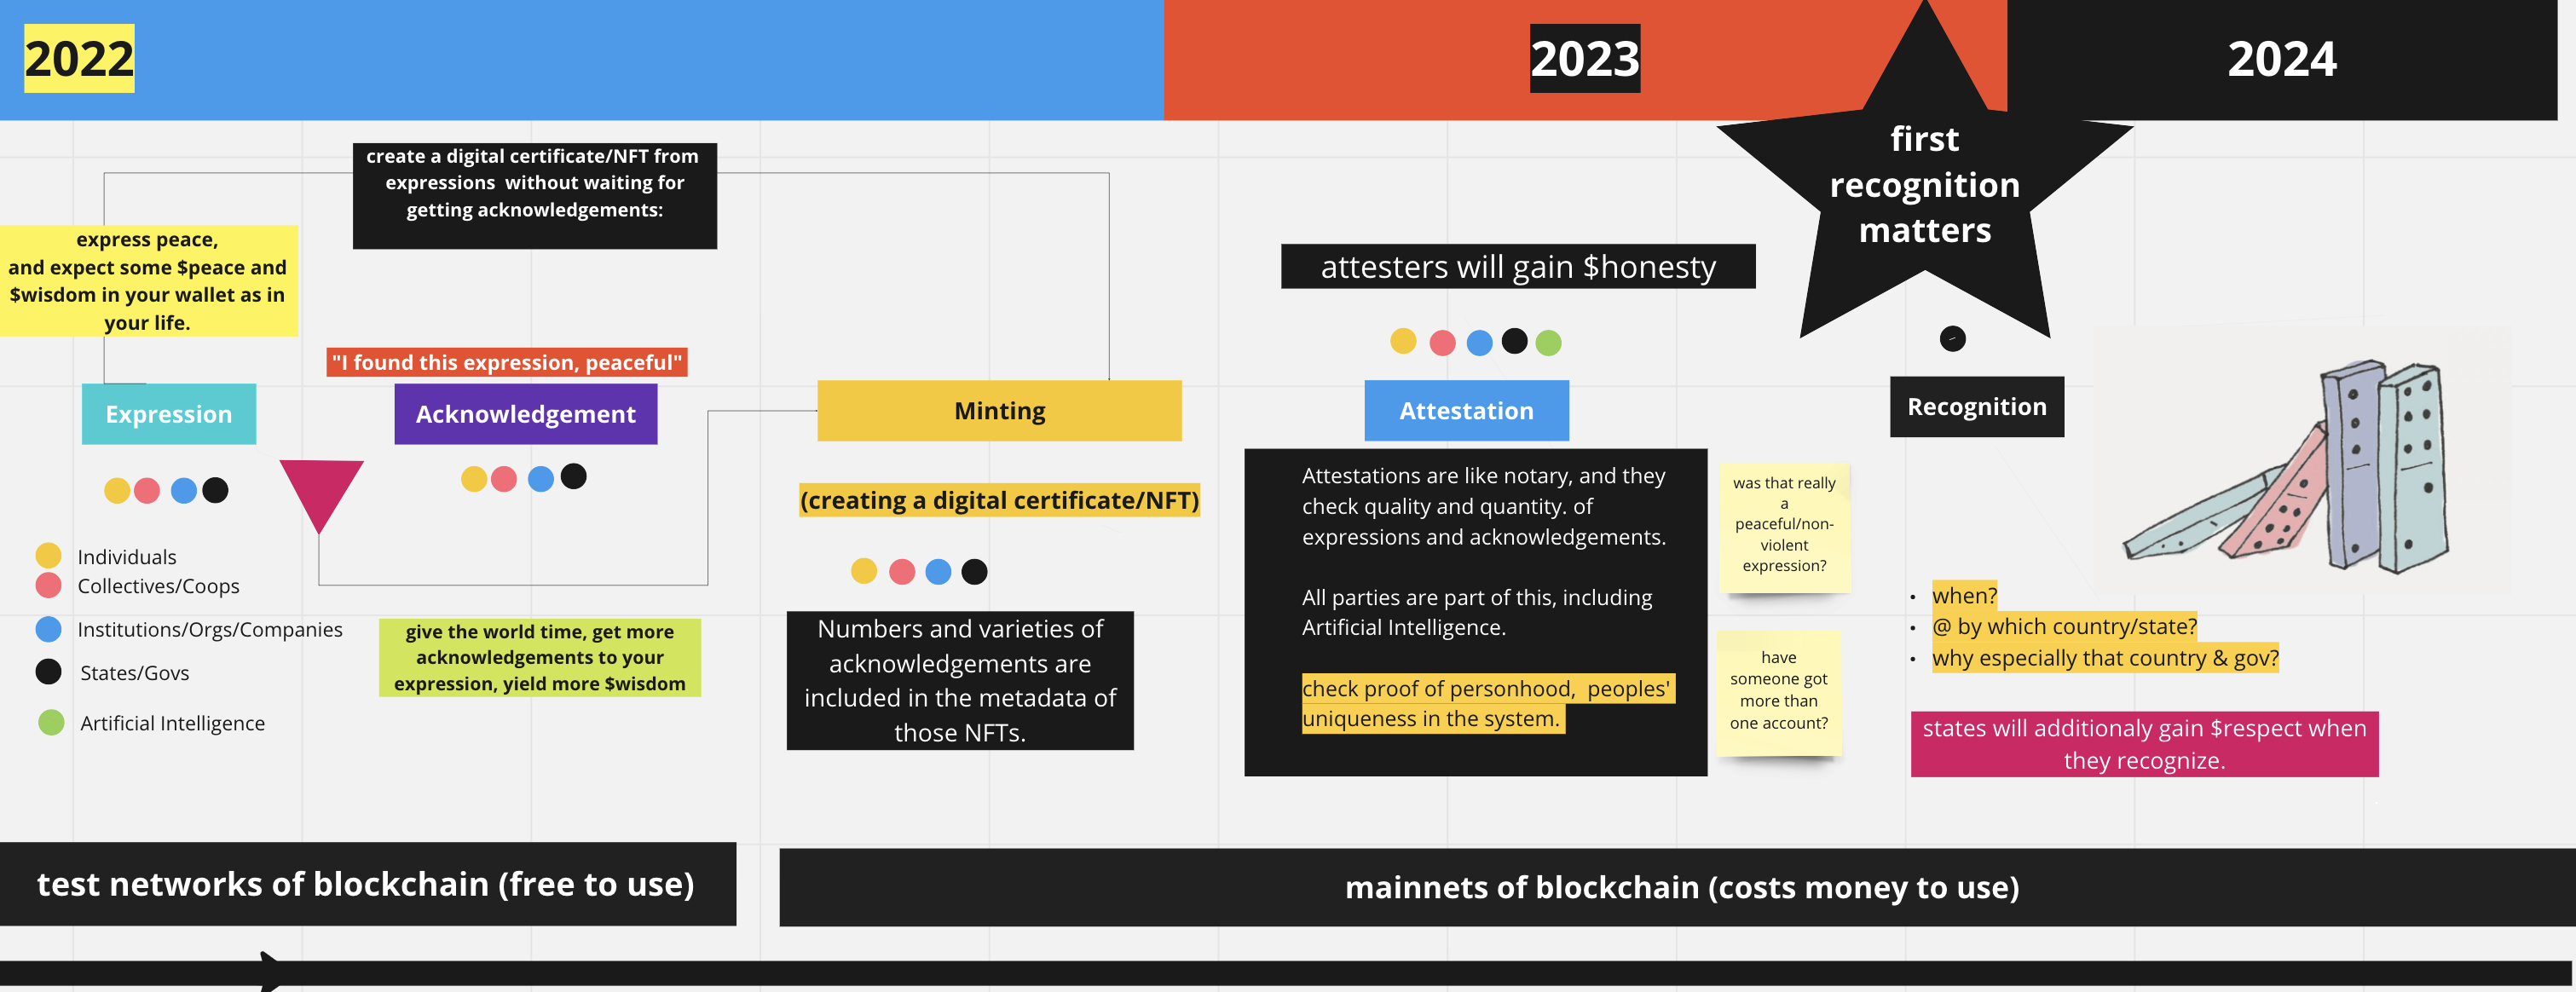 2022
2023
2024
first
recognition
matters
create a digital certificate/NFT from
expressions  without waiting for
getting acknowledgements:
express peace,
and expect some $peace and
$wisdom in your wallet as in
your life.
attesters will gain $honesty
"I found this expression, peaceful"
Expression
Acknowledgement
Minting
Attestation
Recognition
(creating a digital certificate/NFT)
Individuals
Collectives/Coops
Institutions/Orgs/Companies
States/Govs
Artificial Intelligence
give the world time, get more
acknowledgements to your
expression, yield more $wisdom
Numbers and varieties of
acknowledgements are
included in the metadata of
those NFTs.
Attestations are like notary, and they
check quality and quantity. of
expressions and acknowledgements.
All parties are part of this, including
Artificial Intelligence.
check proof of personhood,  peoples'
uniqueness in the system.
was that really
a
peaceful/non-
violent
expression?
have
someone got
more than
one account?
• when?
• @ by which country/state?
• why especially that country & gov?
states will additionaly gain $respect when
they recognize.
test networks of blockchain (free to use)
mainnets of blockchain (costs money to use)